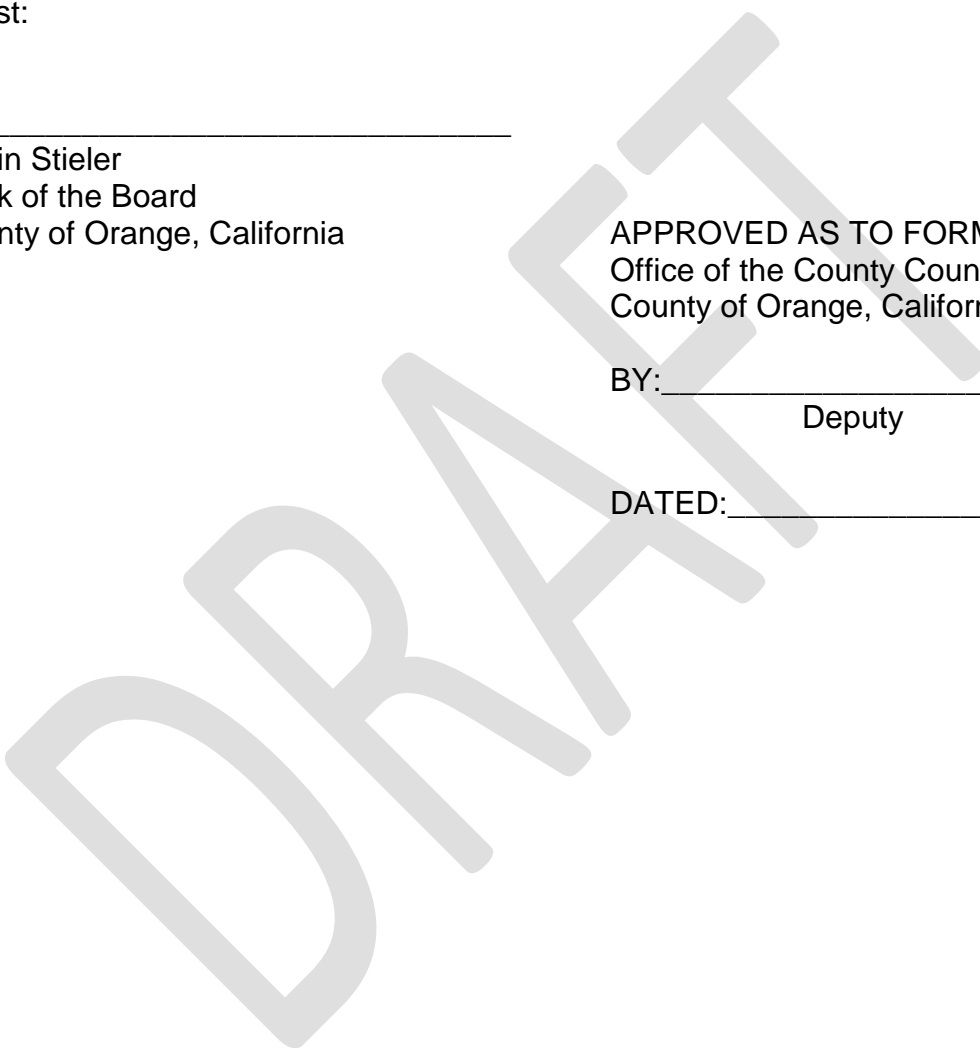 st:
in Stieler
k of the Board
nty of Orange, California
APPROVED AS TO FORM
Office of the County Coun
County of Orange, Californ
BY:
Deputy
DATED:
DRAFT